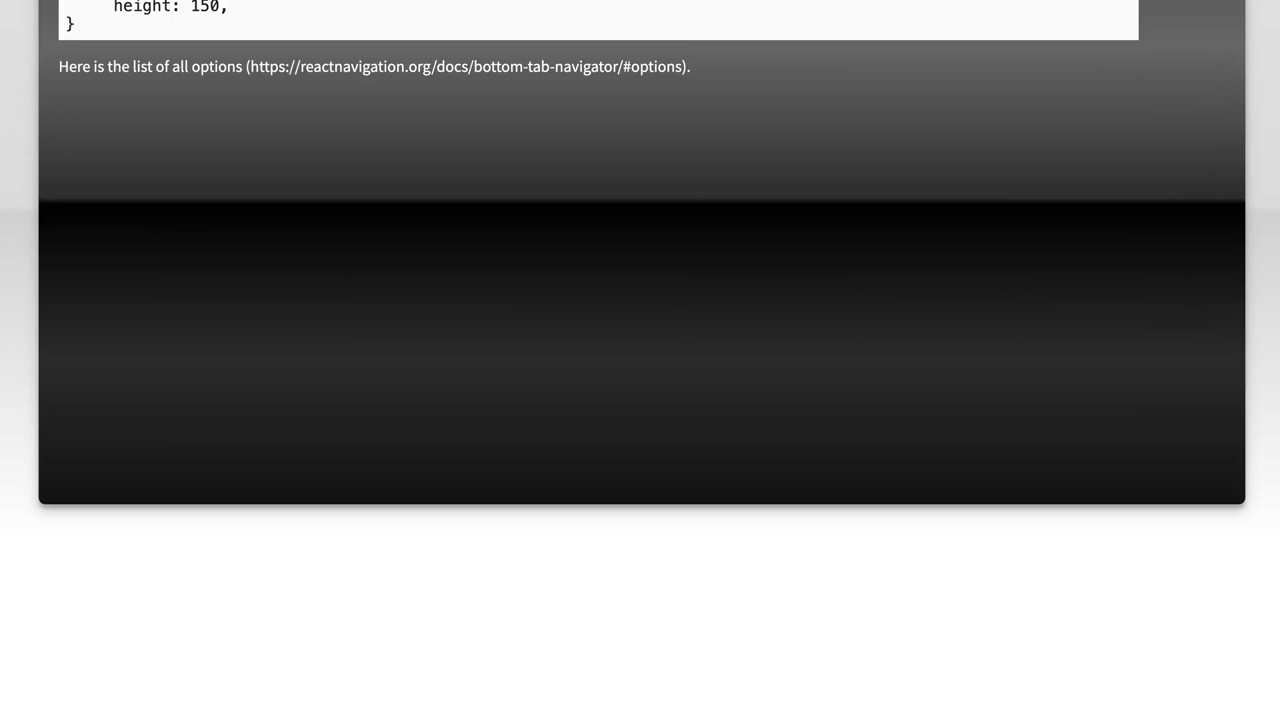 height: 150,
}
Here is the list of all options (https://reactnavigation.org/docs/bottom-tab-navigator/#options).